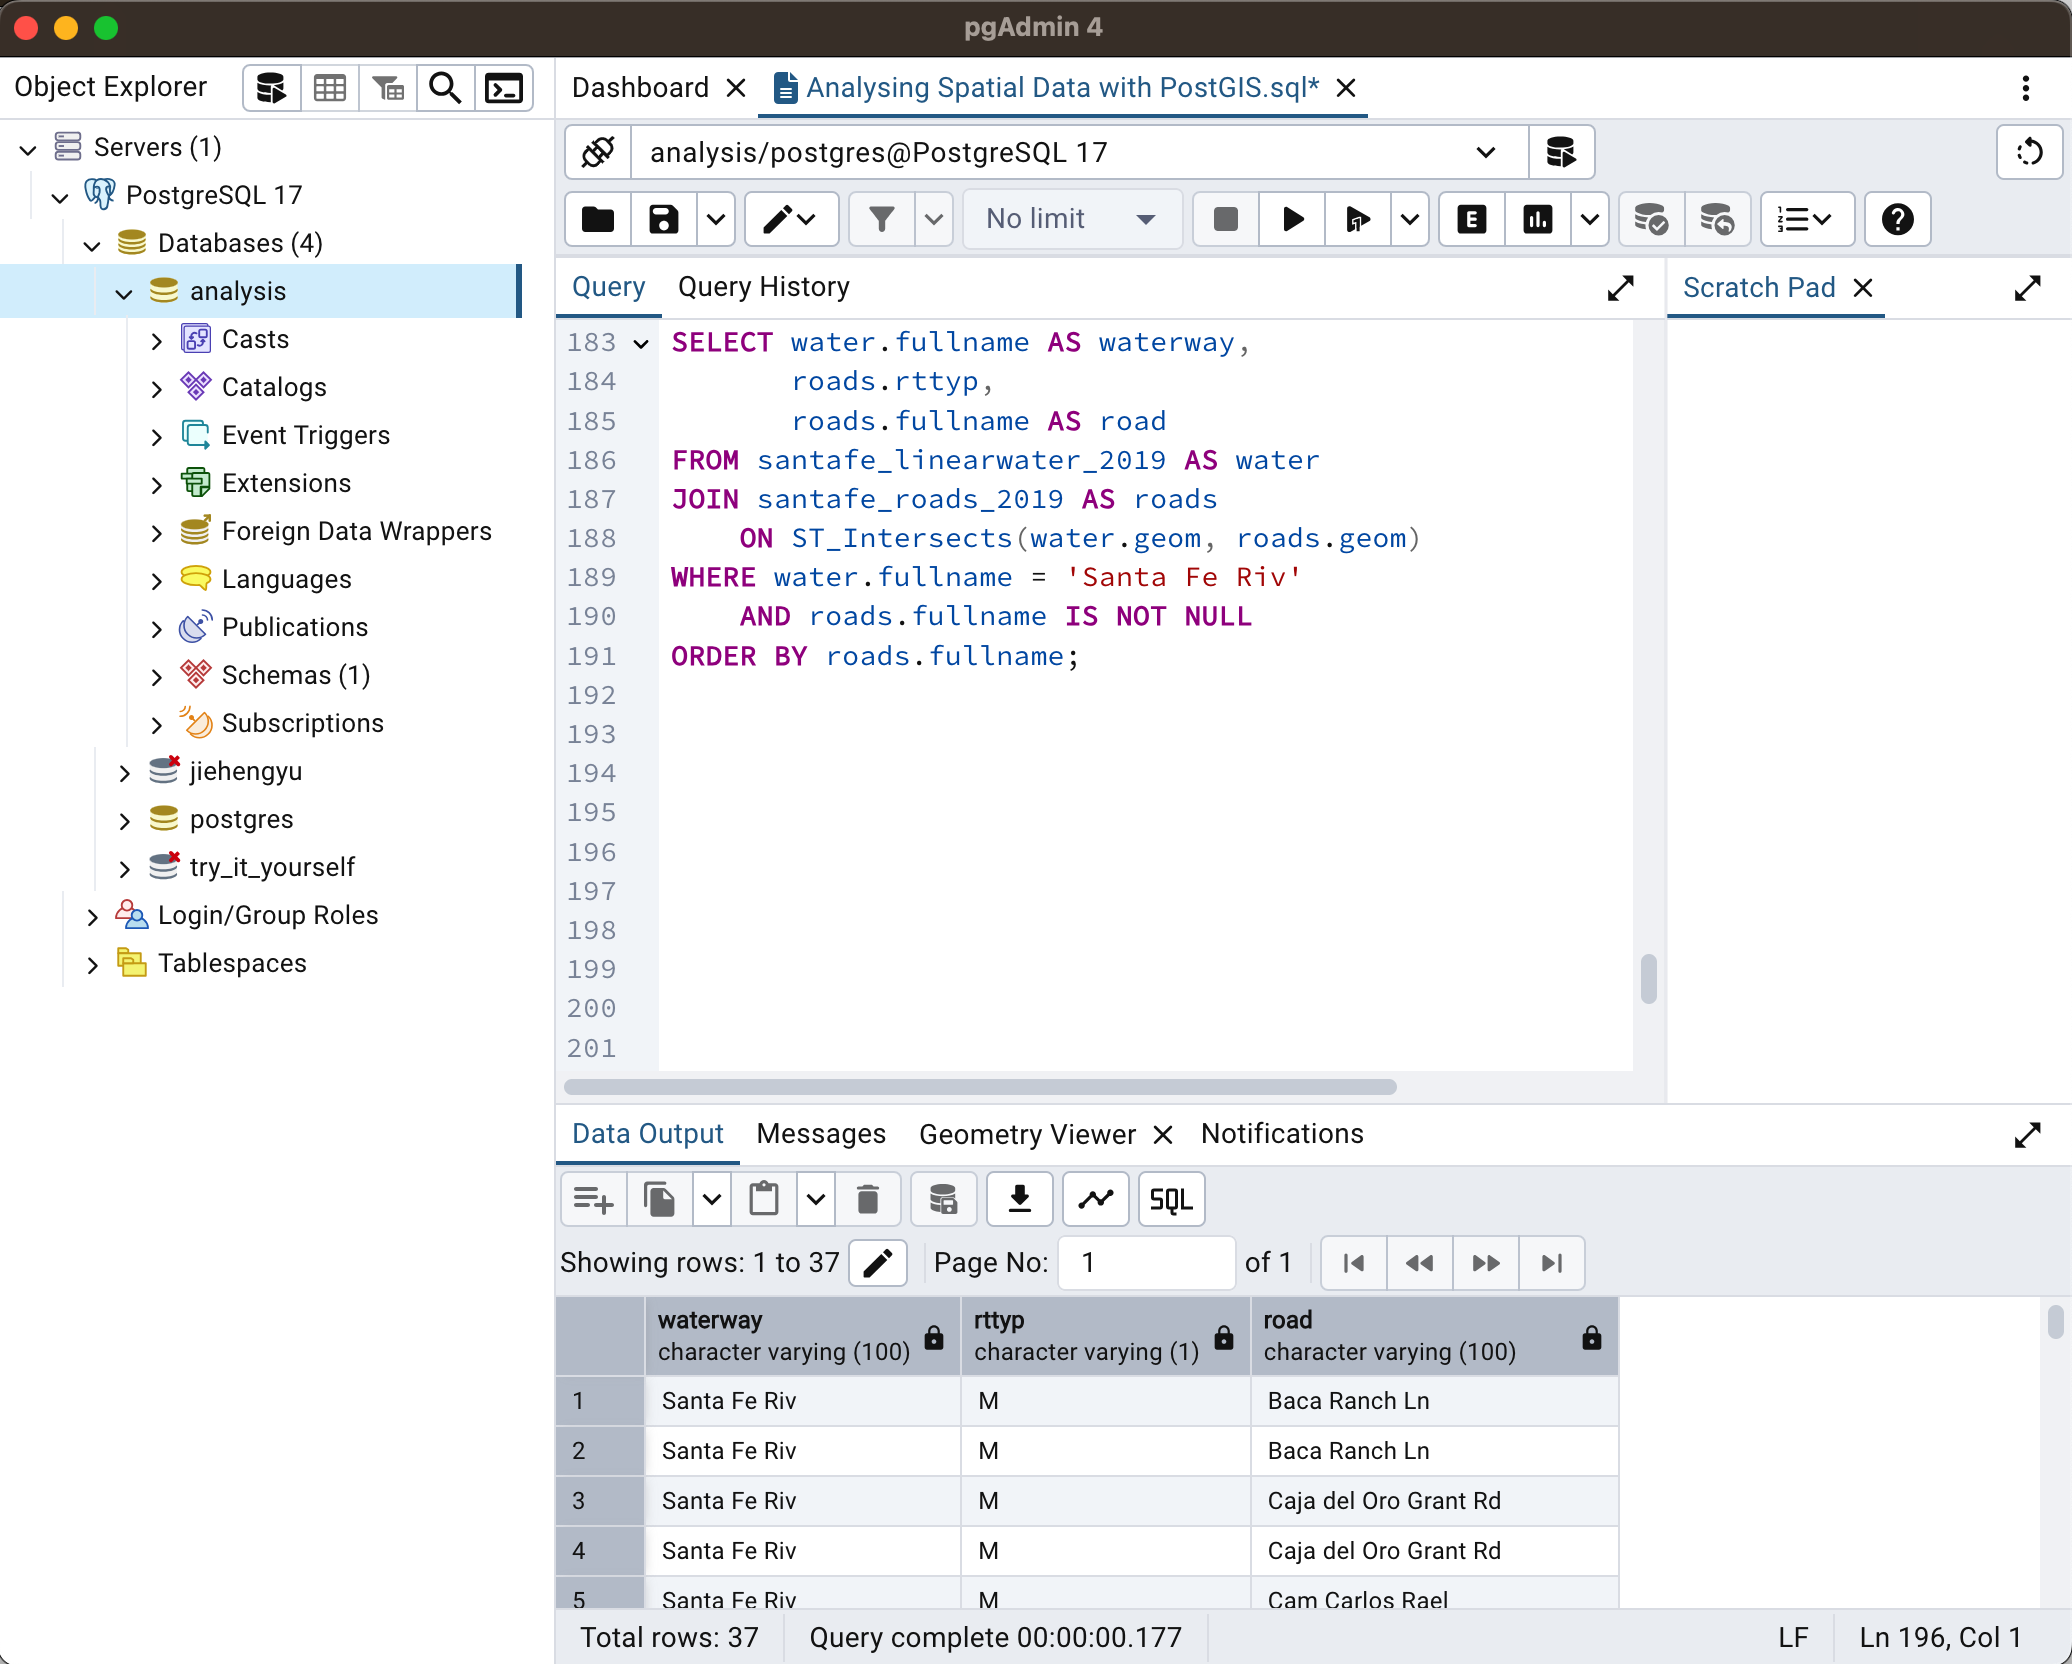 pgAdmin 4
Object Explorer
Servers (1)
PostgreSQL 17
Databases (4)
analysis
Casts
Catalogs
Event Triggers
Extensions
Foreign Data Wrappers
Languages
Publications
Schemas (1)
Subscriptions
jiehengyu
postgres
try_it_yourself
Login/Group Roles
Tablespaces
Dashboard
Analysing Spatial Data with PostGIS.sql*
analysis/postgres@PostgreSQL 17
No limit
E
Query
Query History
Scratch Pad
183 SELECT water.fullname AS waterway,
184 roads.rttyp,
185 roads.fullname AS road
186 FROM santafe_linearwater_2019 AS water
187 JOIN santafe_roads_2019 AS roads
188 ON ST_Intersects(water.geom, roads.geom)
189 WHERE water.fullname = 'Santa Fe Riv'
190 AND roads.fullname IS NOT NULL
191 ORDER BY roads.fullname;
192
193
194
195
196
197
198
199
200
201
Data Output
Messages
Geometry Viewer
Notifications
SQL
Showing rows: 1 to 37
Page No: 1 of 1
waterway rttyp road
character varying (100) character varying (1) character varying (100)
1 Santa Fe Riv M Baca Ranch Ln
2 Santa Fe Riv M Baca Ranch Ln
3 Santa Fe Riv M Caja del Oro Grant Rd
4 Santa Fe Riv M Caja del Oro Grant Rd
5 Santa Fe Riv M Cam Carlos Rael
Total rows: 37
Query complete 00:00:00.177
LF
Ln 196, Col 1